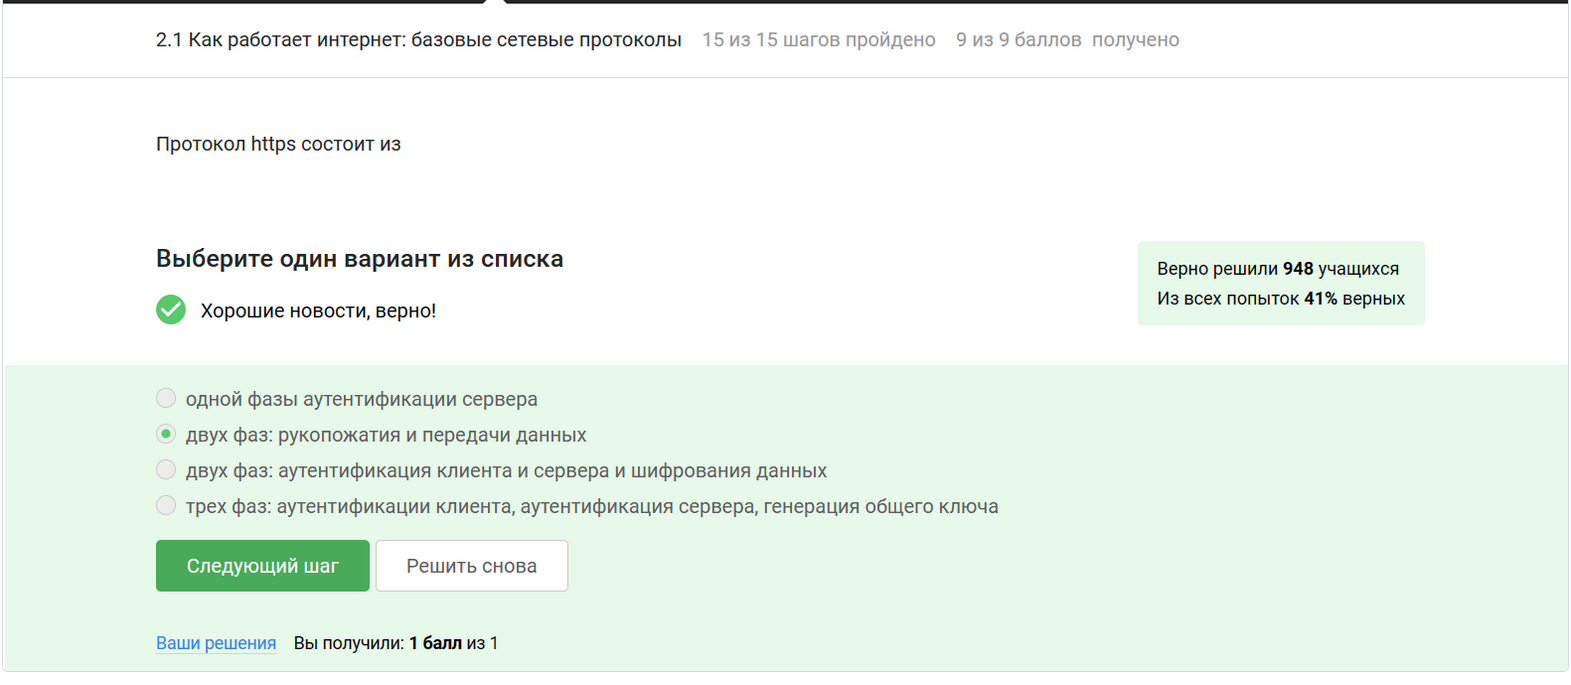 2.1 Как работает интернет: базовые сетевые протоколы 15 из 15 шагов пройдено 9 из 9 баллов получено
Протокол https состоит из
Выберите один вариант из списка
Хорошие новости, верно!
Верно решили 948 учащихся
Из всех попыток 41% верных
одной фазы аутентификации сервера
двух фаз: рукопожатия и передачи данных
двух фаз: аутентификация клиента и сервера и шифрования данных
трех фаз: аутентификации клиента, аутентификация сервера, генерация общего ключа
Следующий шаг Решить снова
Ваши решения Вы получили: 1 балл из 1